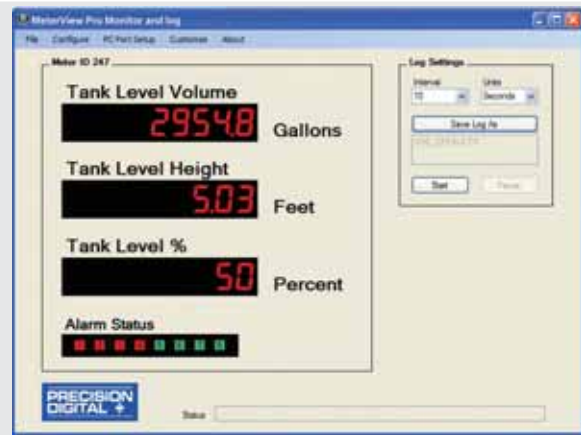 MeterView Pro Monitor and log
File Configure PC Port Setup Customize About
Meter ID 247
Tank Level Volume
2954.8 Gallons
Tank Level Height
5.03 Feet
Tank Level %
50 Percent
Alarm Status
PRECISION
DIGITAL
Status
Log Settings
Interval Units
10 Seconds
Save Log As
Start Pause